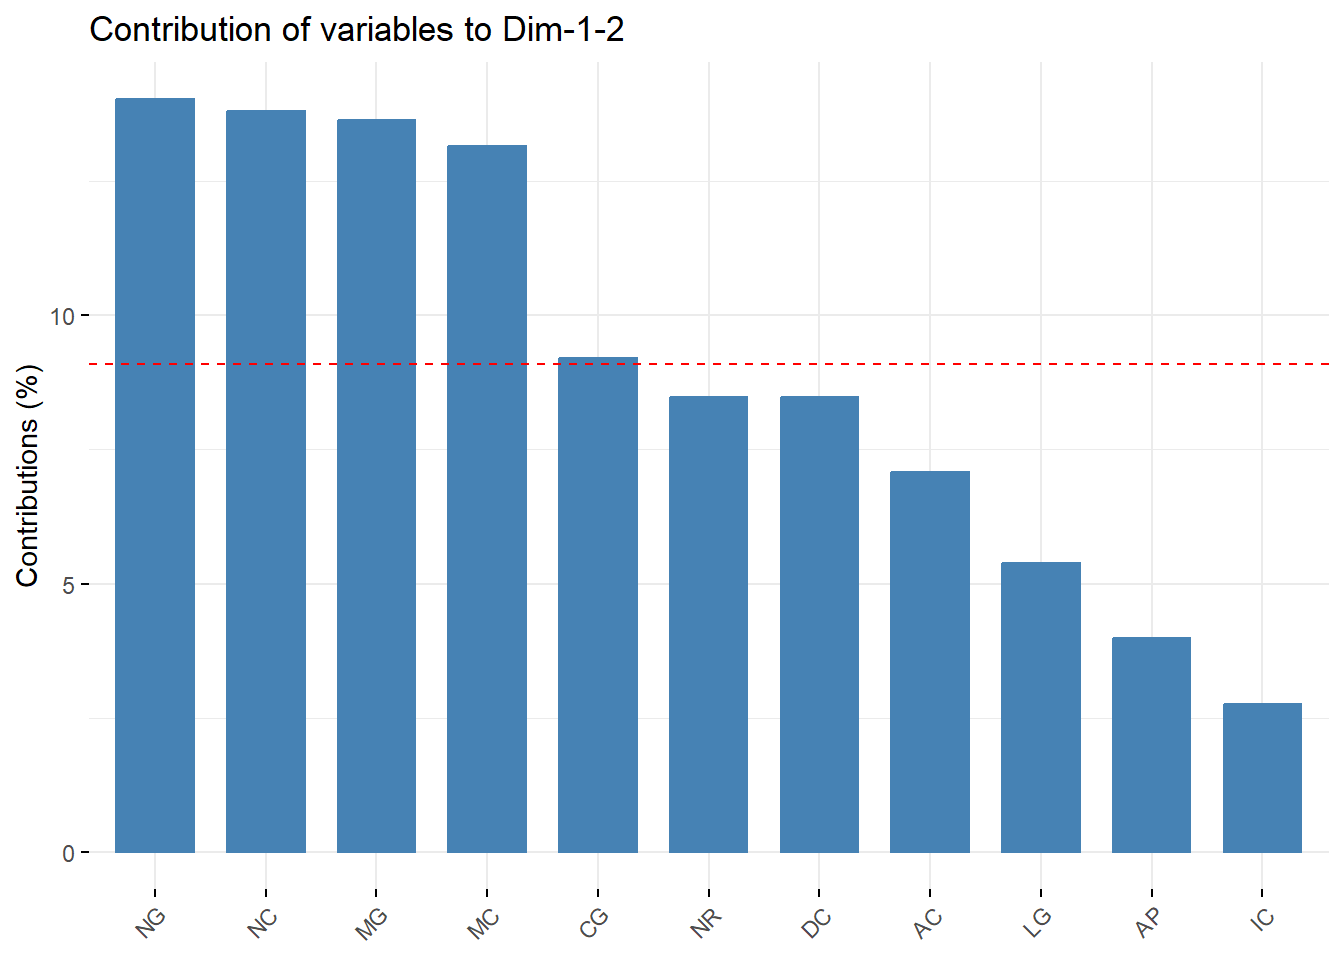 Contribution of variables to Dim-1-2
Contributions (%)
10
5
0
NG NC MG MC CG NR DC AC LG AP IC